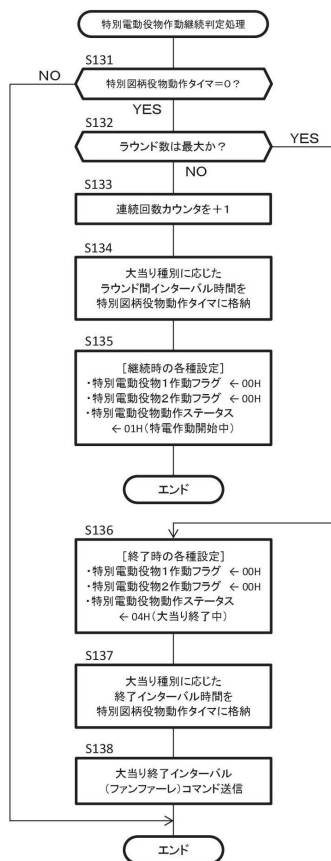 特別電動役物作動継続判定処理
S131
NO
特別図柄役物動作タイマ=0?
YES
S132
YES
ラウンド数は最大か?
NO
S133
連続回数カウンタを+1
S134
大当り種別に応じた
ラウンド間インターバル時間を
特別図柄役物動作タイマに格納
S135
[継続時の各種設定]
・特別電動役物1作動フラグ ←00H
・特別電動役物2作動フラグ ←00H
・特別電動役物動作ステータス
←01H(特電作動開始中)
エンド
S136
[終了時の各種設定]
・特別電動役物1作動フラグ ←00H
・特別電動役物2作動フラグ ←00H
・特別電動役物動作ステータス
←04H(大当り終了中)
S137
大当り種別に応じた
終了インターバル時間を
特別図柄役物動作タイマに格納
S138
大当り終了インターバル
(ファンファーレ)コマンド送信
エンド